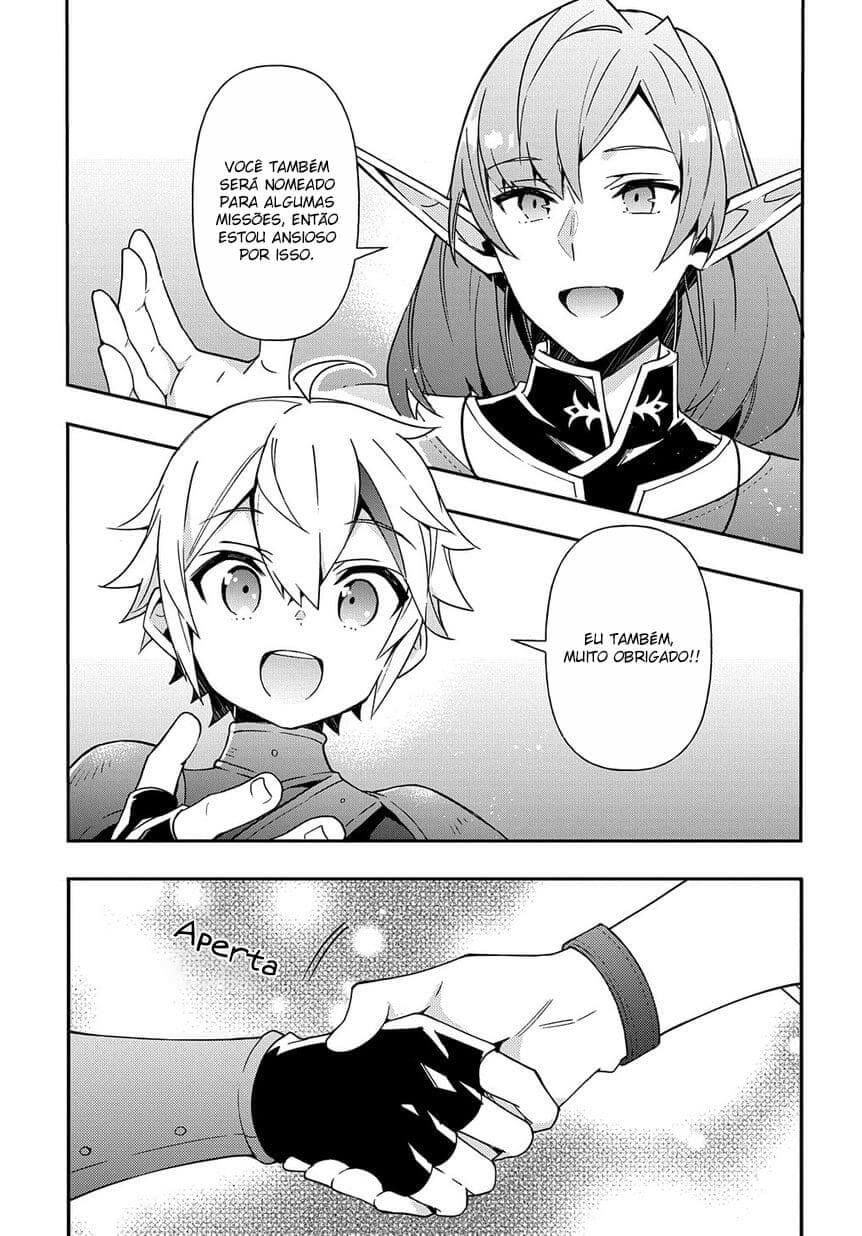 VOCÊ TAMBÉM
SERÁ NOMEADO
PARA ALGUMAS
MISSÕES, ENTÃO
ESTOU ANSIOSO
POR ISSO.
EU TAMBÉM,
MUITO OBRIGADO!!
Aperta